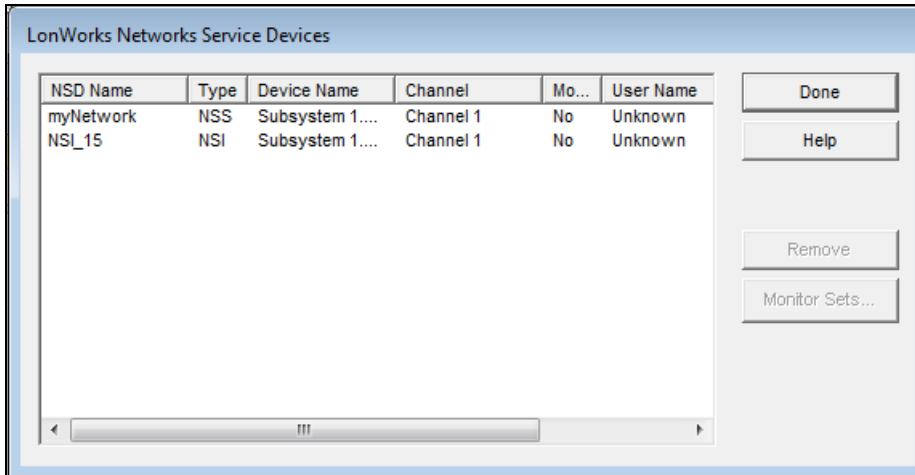 LonWorks Networks Service Devices
NSD Name Type Device Name Channel Mo... User Name
myNetwork NSS Subsystem 1.... Channel 1 No Unknown
NSI_15 NSI Subsystem 1.... Channel 1 No Unknown
Done
Help
Remove
Monitor Sets...